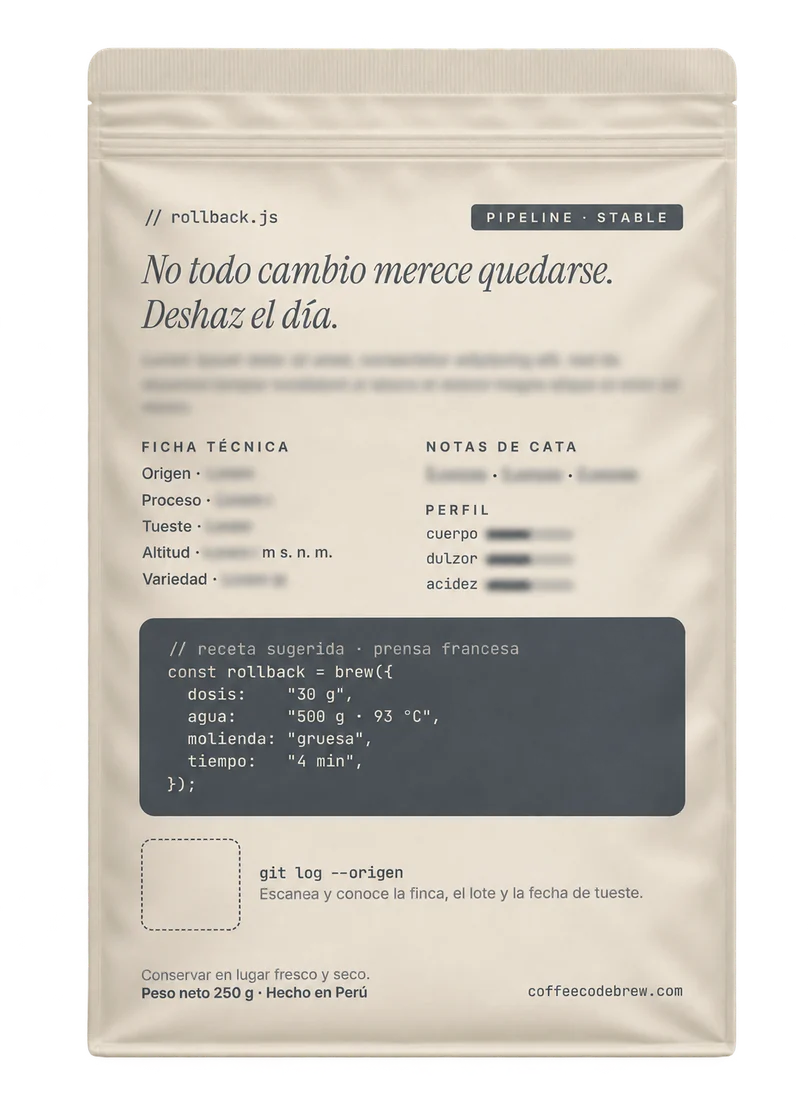 // rollback.js
PIPELINE · STABLE
No todo cambio merece quedarse.
Deshaz el día.
FICHA TÉCNICA
Origen ·
Proceso ·
Tueste ·
Altitud · m s. n. m.
Variedad ·
NOTAS DE CATA
· ·
PERFIL
cuerpo
dulzor
acidez
// receta sugerida · prensa francesa
const rollback = brew({
  dosis:    "30 g",
  agua:     "500 g · 93 °C",
  molienda: "gruesa",
  tiempo:   "4 min",
});
git log --origen
Escanea y conoce la finca, el lote y la fecha de tueste.
Conservar en lugar fresco y seco.
Peso neto 250 g · Hecho en Perú
coffeecodebrew.com